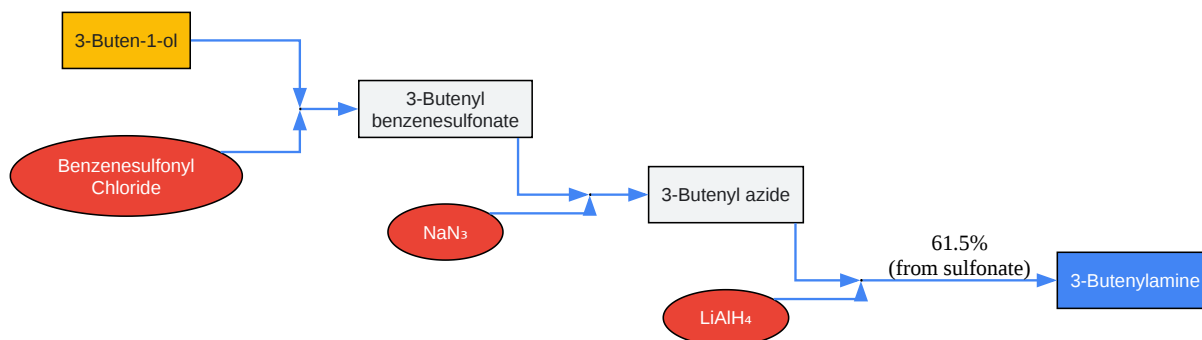 3-Buten-1-ol
Benzenesulfonyl
Chloride
3-Butenyl
benzenesulfonate
NaN₃
3-Butenyl azide
LiAlH₄
61.5%
(from sulfonate)
3-Butenylamine